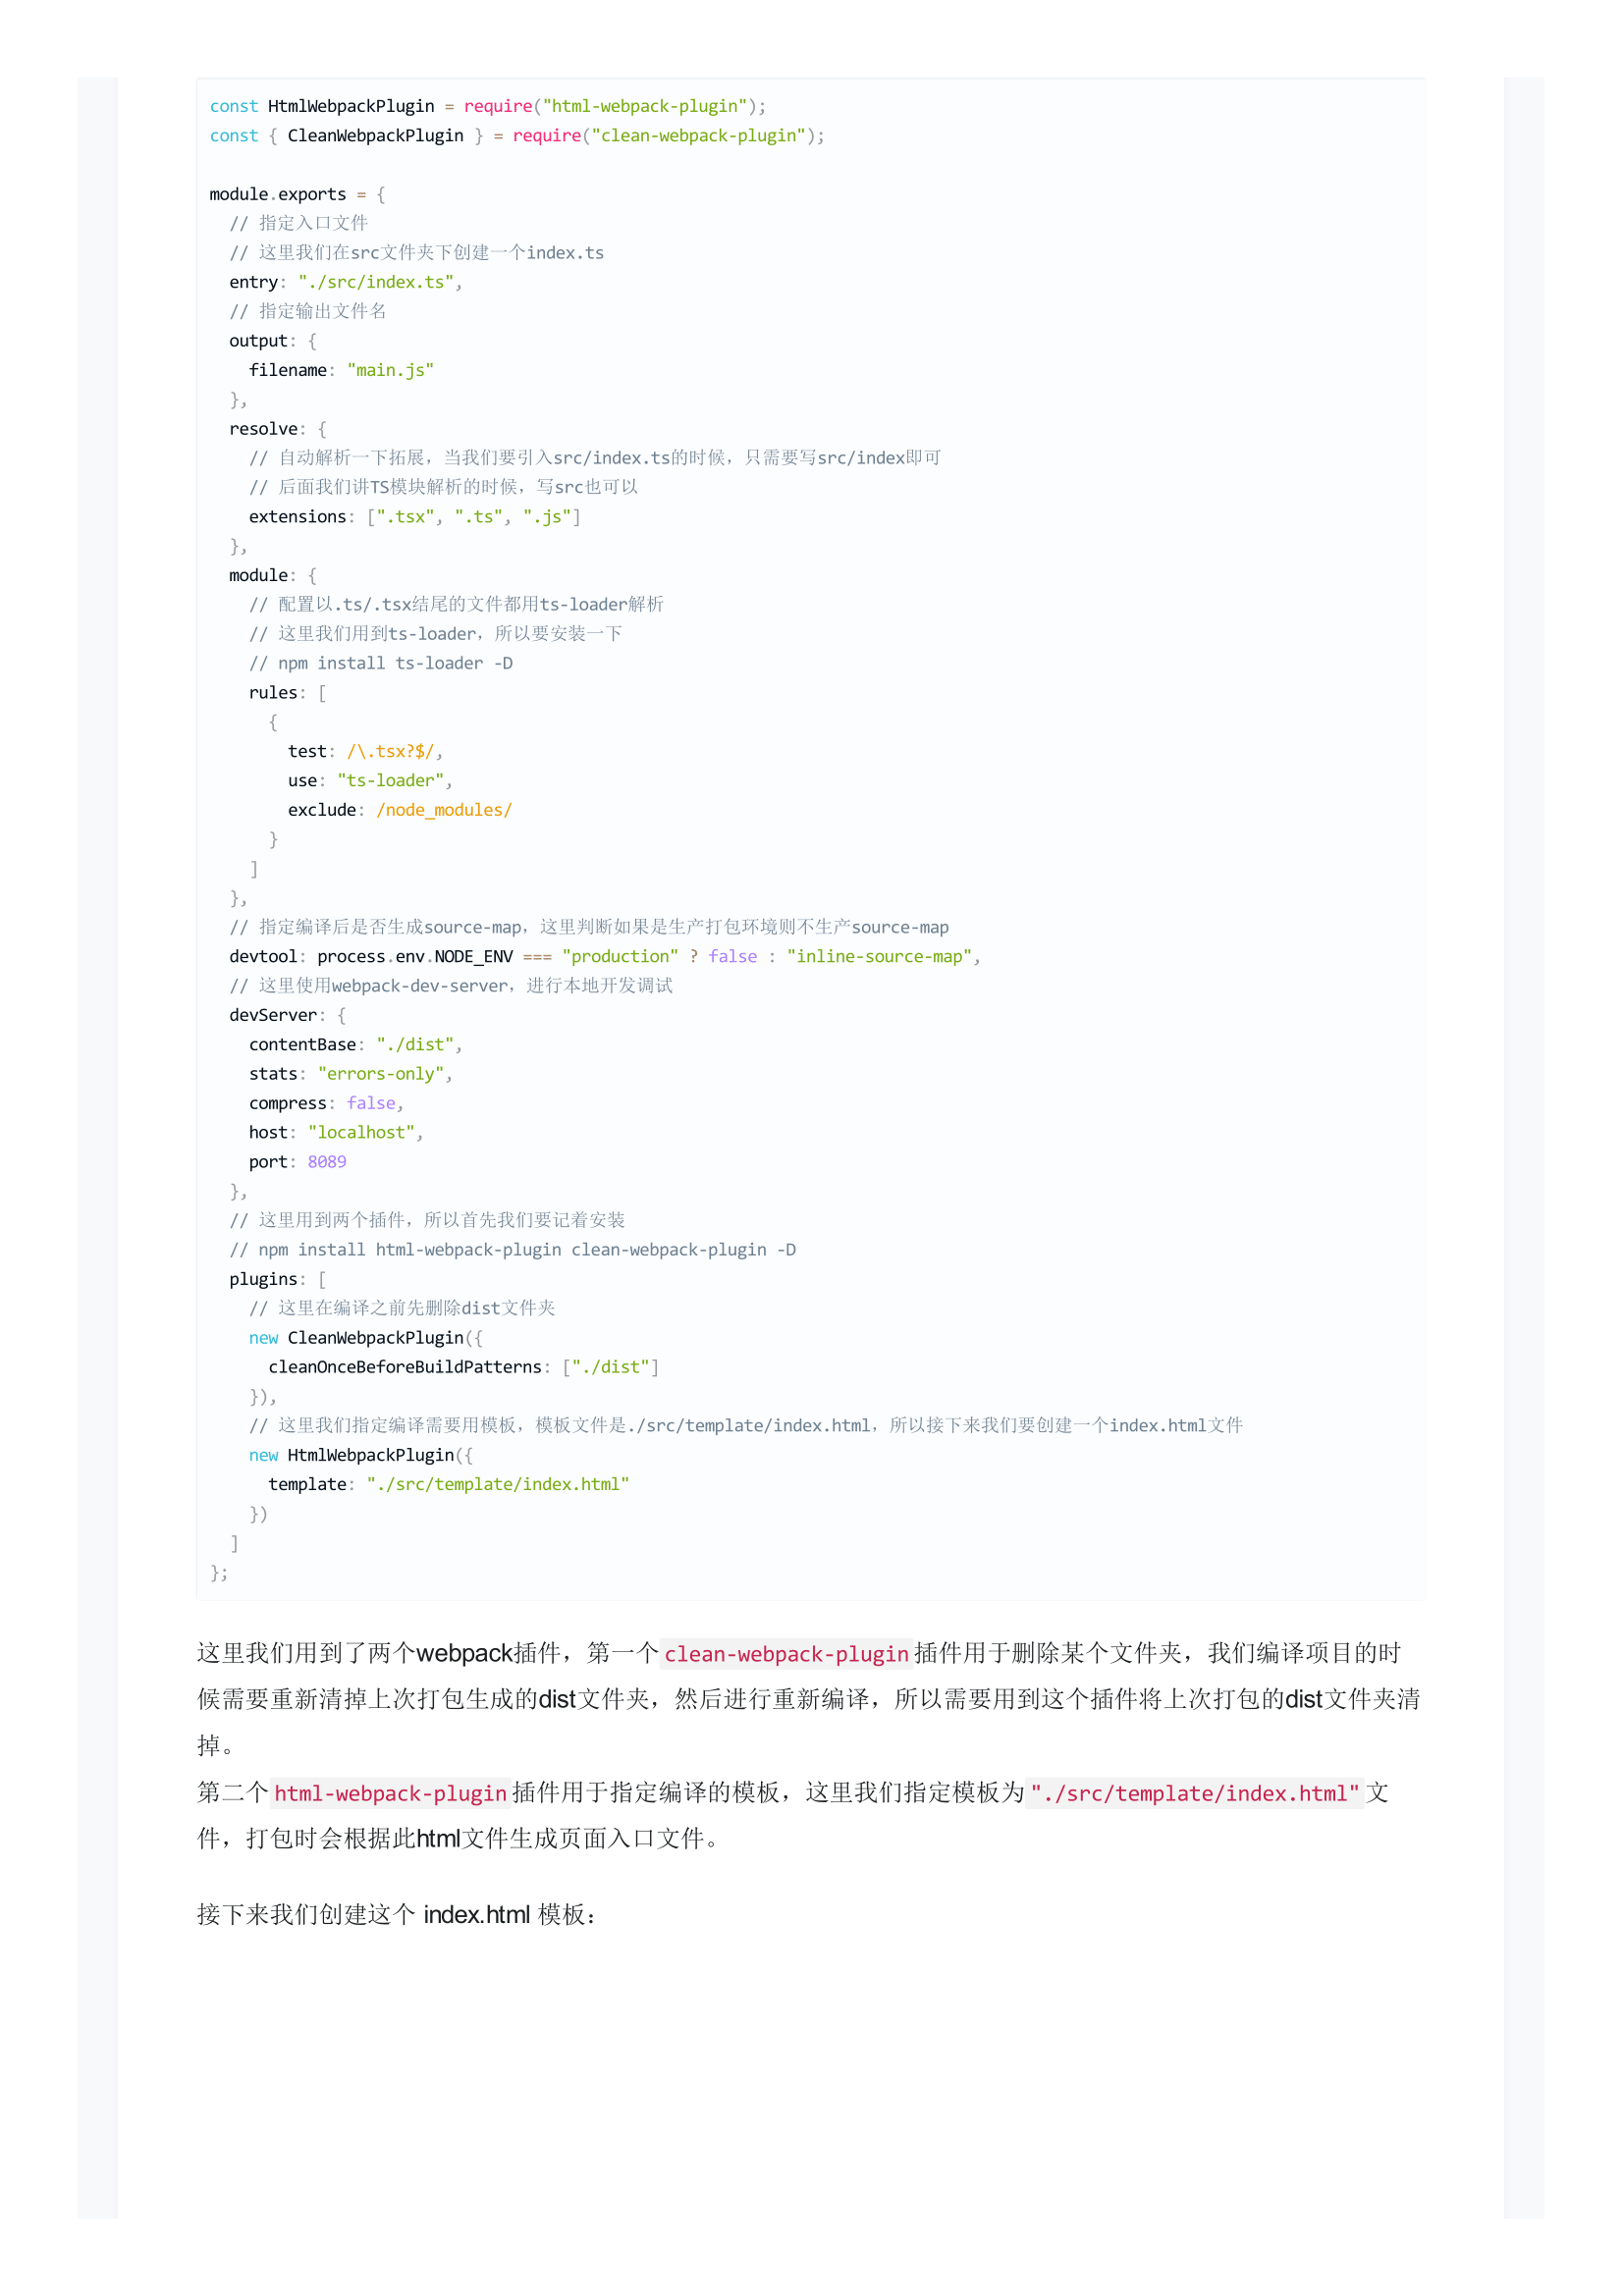 const HtmlWebpackPlugin = require("html-webpack-plugin");
const { CleanWebpackPlugin } = require("clean-webpack-plugin");

module.exports = {
  // 指定入口文件
  // 这里我们在src文件夹下创建一个index.ts
  entry: "./src/index.ts",
  // 指定输出文件名
  output: {
    filename: "main.js"
  },
  resolve: {
    // 自动解析一下拓展，当我们要引入src/index.ts的时候，只需要写src/index即可
    // 后面我们讲TS模块解析的时候，写src也可以
    extensions: [".tsx", ".ts", ".js"]
  },
  module: {
    // 配置以.ts/.tsx结尾的文件都用ts-loader解析
    // 这里我们用到ts-loader，所以要安装一下
    // npm install ts-loader -D
    rules: [
      {
        test: /\.tsx?$/,
        use: "ts-loader",
        exclude: /node_modules/
      }
    ]
  },
  // 指定编译后是否生成source-map，这里判断如果是生产打包环境则不生产source-map
  devtool: process.env.NODE_ENV === "production" ? false : "inline-source-map",
  // 这里使用webpack-dev-server，进行本地开发调试
  devServer: {
    contentBase: "./dist",
    stats: "errors-only",
    compress: false,
    host: "localhost",
    port: 8089
  },
  // 这里用到两个插件，所以首先我们要记着安装
  // npm install html-webpack-plugin clean-webpack-plugin -D
  plugins: [
    // 这里在编译之前先删除dist文件夹
    new CleanWebpackPlugin({
      cleanOnceBeforeBuildPatterns: ["./dist"]
    }),
    // 这里我们指定编译需要用模板，模板文件是./src/template/index.html，所以接下来我们要创建一个index.html文件
    new HtmlWebpackPlugin({
      template: "./src/template/index.html"
    })
  ]
};
这里我们用到了两个webpack插件，第一个clean-webpack-plugin插件用于删除某个文件夹，我们编译项目的时
候需要重新清掉上次打包生成的dist文件夹，然后进行重新编译，所以需要用到这个插件将上次打包的dist文件夹清
掉。
第二个html-webpack-plugin插件用于指定编译的模板，这里我们指定模板为"./src/template/index.html"文
件，打包时会根据此html文件生成页面入口文件。
接下来我们创建这个 index.html 模板：